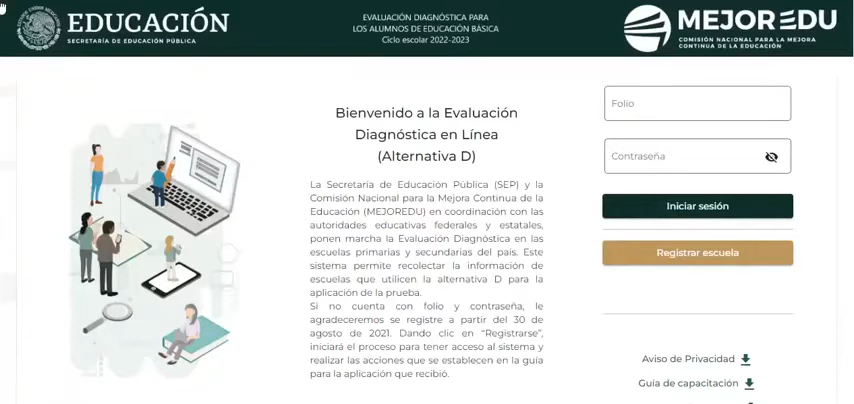 EDUCACIÓN
SECRETARÍA DE EDUCACIÓN PÚBLICA
EVALUACIÓN DIAGNÓSTICA PARA
LOS ALUMNOS DE EDUCACIÓN BÁSICA
Ciclo escolar 2022-2023
MEJOREDU
COMISIÓN NACIONAL PARA LA MEJORA
CONTINUA DE LA EDUCACIÓN
Bienvenido a la Evaluación
Diagnóstica en Línea
(Alternativa D)
La Secretaría de Educación Pública (SEP) y la
Comisión Nacional para la Mejora Continua de la
Educación (MEJOREDU) en coordinación con las
autoridades educativas federales y estatales,
ponen marcha la Evaluación Diagnóstica en las
escuelas primarias y secundarias del país. Este
sistema permite recolectar la información de
escuelas que utilicen la alternativa D para la
aplicación de la prueba.
Si no cuenta con folio y contraseña, le
agradeceremos se registre a partir del 30 de
agosto de 2021. Dando clic en “Registrarse”,
iniciará el proceso para tener acceso al sistema y
realizar las acciones que se establecen en la guía
para la aplicación que recibió.
Folio
Contraseña
Iniciar sesión
Registrar escuela
Aviso de Privacidad
Guía de capacitación